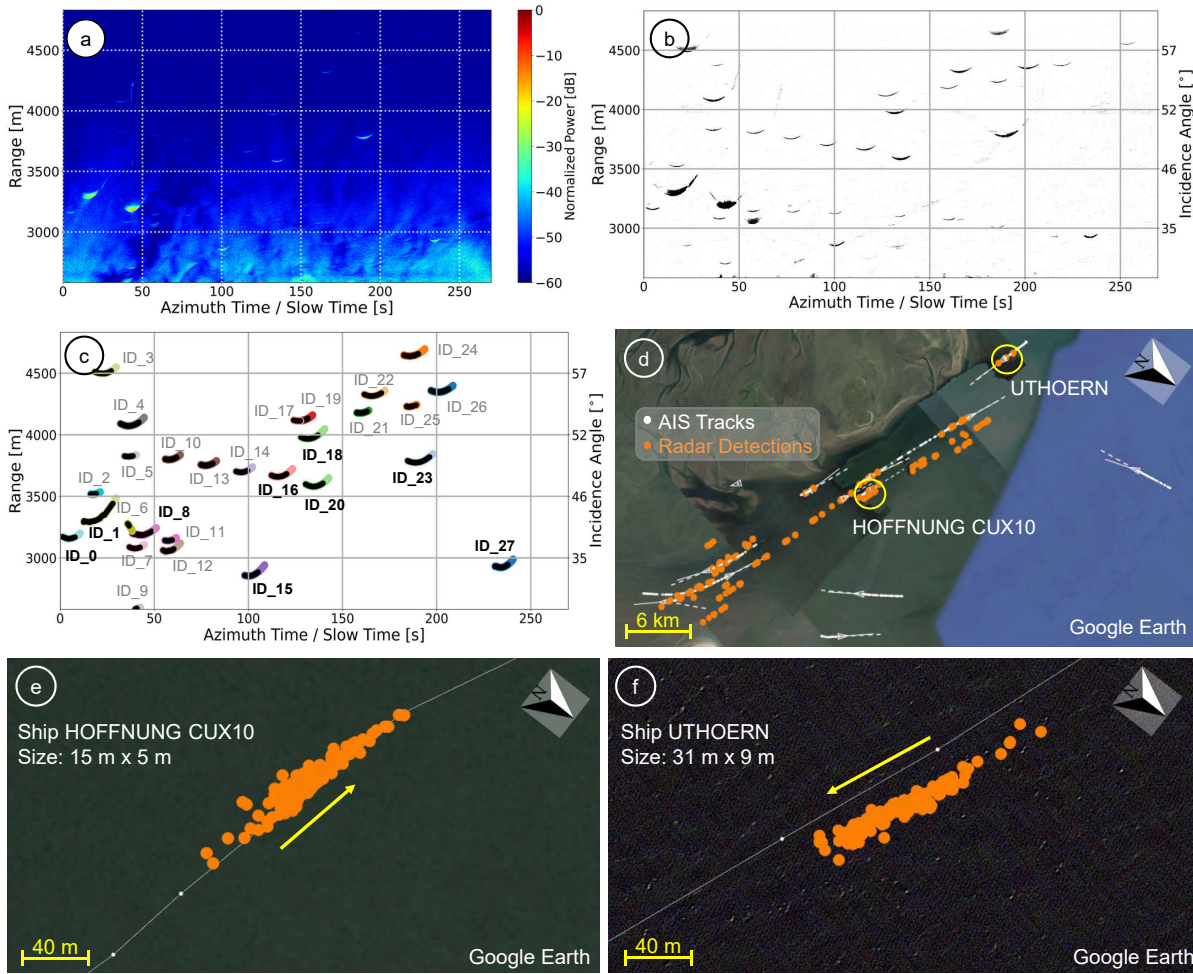 a
4500
4000
3500
3000
Range [m]
0
50
100
150
200
250
Azimuth Time / Slow Time [s]
0
−10
−20
−30
−40
−50
−60
Normalized Power [dB]
b
4500
4000
3500
3000
Range [m]
57
52
46
35
Incidence Angle [°]
0
50
100
150
200
250
Azimuth Time / Slow Time [s]
c
4500
4000
3500
3000
Range [m]
57
52
46
35
Incidence Angle [°]
0
50
100
150
200
250
Azimuth Time / Slow Time [s]
ID_3
ID_24
ID_4
ID_22
ID_17
ID_19
ID_25
ID_26
ID_21
ID_18
ID_10
ID_5
ID_14
ID_13
ID_23
ID_2
ID_16
ID_20
ID_6
ID_1
ID_8
ID_0
ID_11
ID_7
ID_12
ID_27
ID_15
ID_9
d
N
UTHOERN
AIS Tracks
Radar Detections
HOFFNUNG CUX10
6 km
Google Earth
e
N
Ship HOFFNUNG CUX10
Size: 15 m x 5 m
40 m
Google Earth
f
N
Ship UTHOERN
Size: 31 m x 9 m
40 m
Google Earth